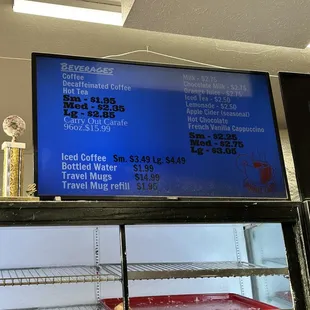 Beverages
Coffee
Decaffeinated Coffee
Hot Tea
Sm - $1.95
Med - $2.35
Lg - $2.85
Carry Out Carafe
96oz.$15.99
Milk - $2.75
Chocolate Milk - $2.75
Orange Juice - $2.75
Iced Tea - $2.50
Lemonade - $2.50
Apple Cider (seasonal)
Hot Chocolate
French Vanilla Cappuccino
Sm - $2.25
Med - $2.75
Lg - $3.05
Iced Coffee Sm. $3.49 Lg. $4.49
Bottled Water $1.99
Travel Mugs $14.99
Travel Mug refill $1.95